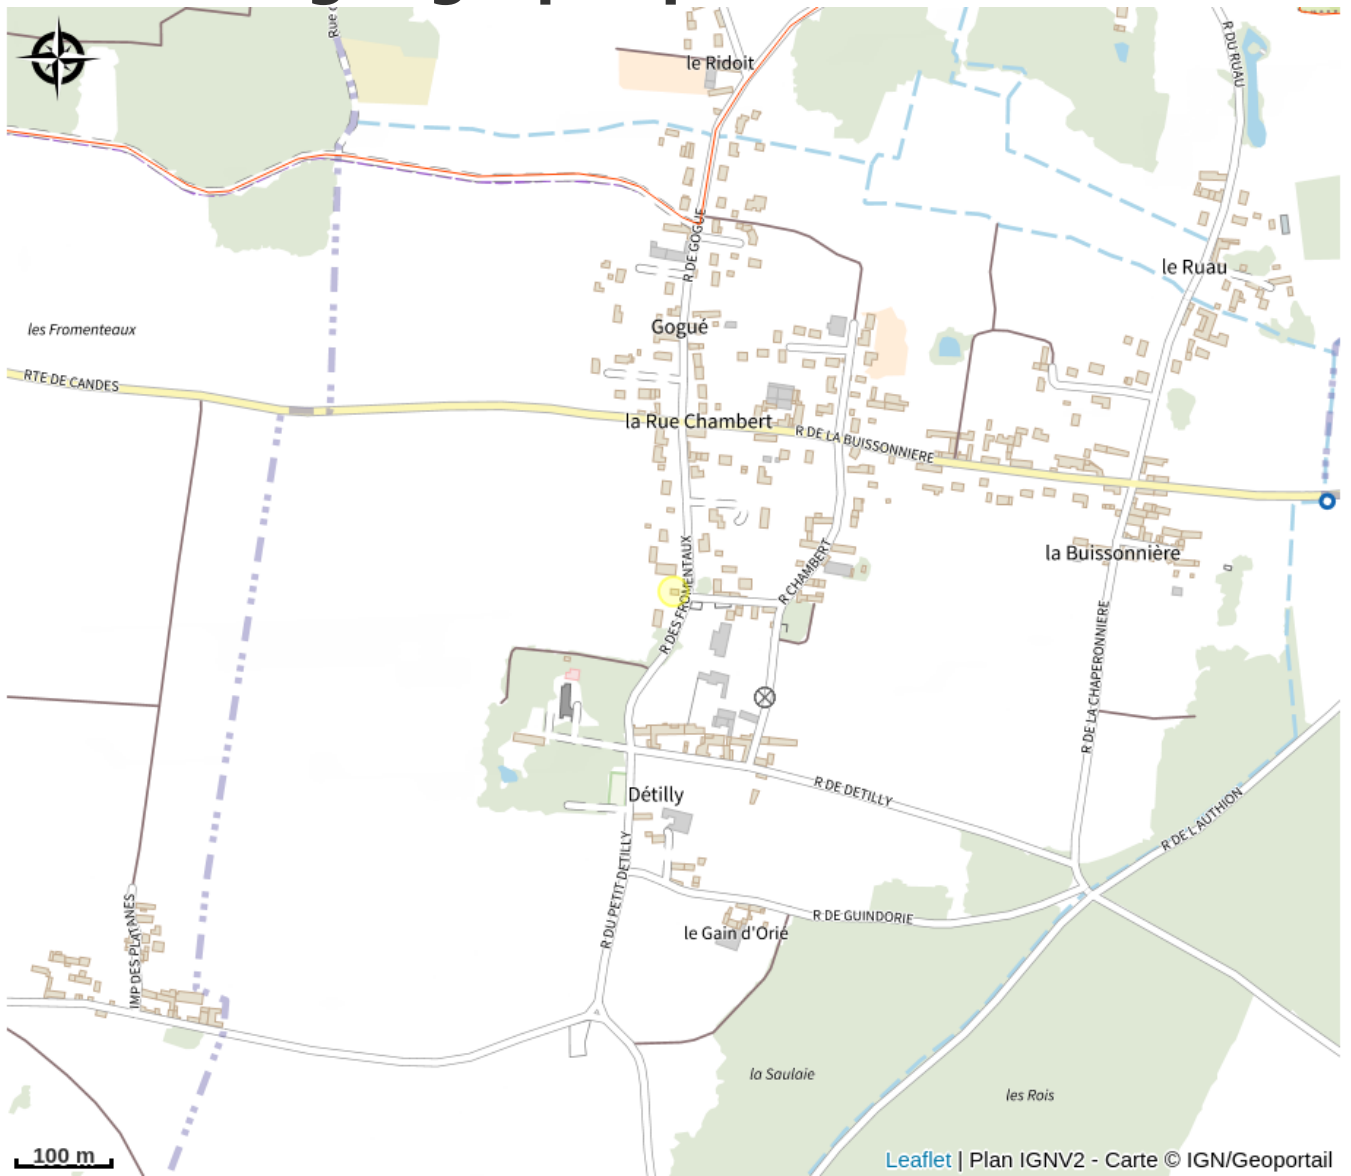 Rue
R DU RUAU
le Ridoit
R DE GOGUE
le Ruau
Gogué
les Fromenteaux
RTE DE CANDES
la Rue Chambert
R DE LA BUISSONNIERE
la Buissonnière
R DES FROMENTAUX
R CHAMBERT
R DE LA CHAPERONNIERE
R DE DETILLY
Détilly
R DE L'AUTHION
R DU PETIT DETILLY
IMP DES PLATANES
R DE GUINDORIE
le Gain d'Orié
la Saulaie
les Rois
100 m
Leaflet | Plan IGNV2 - Carte © IGN/Geoportail